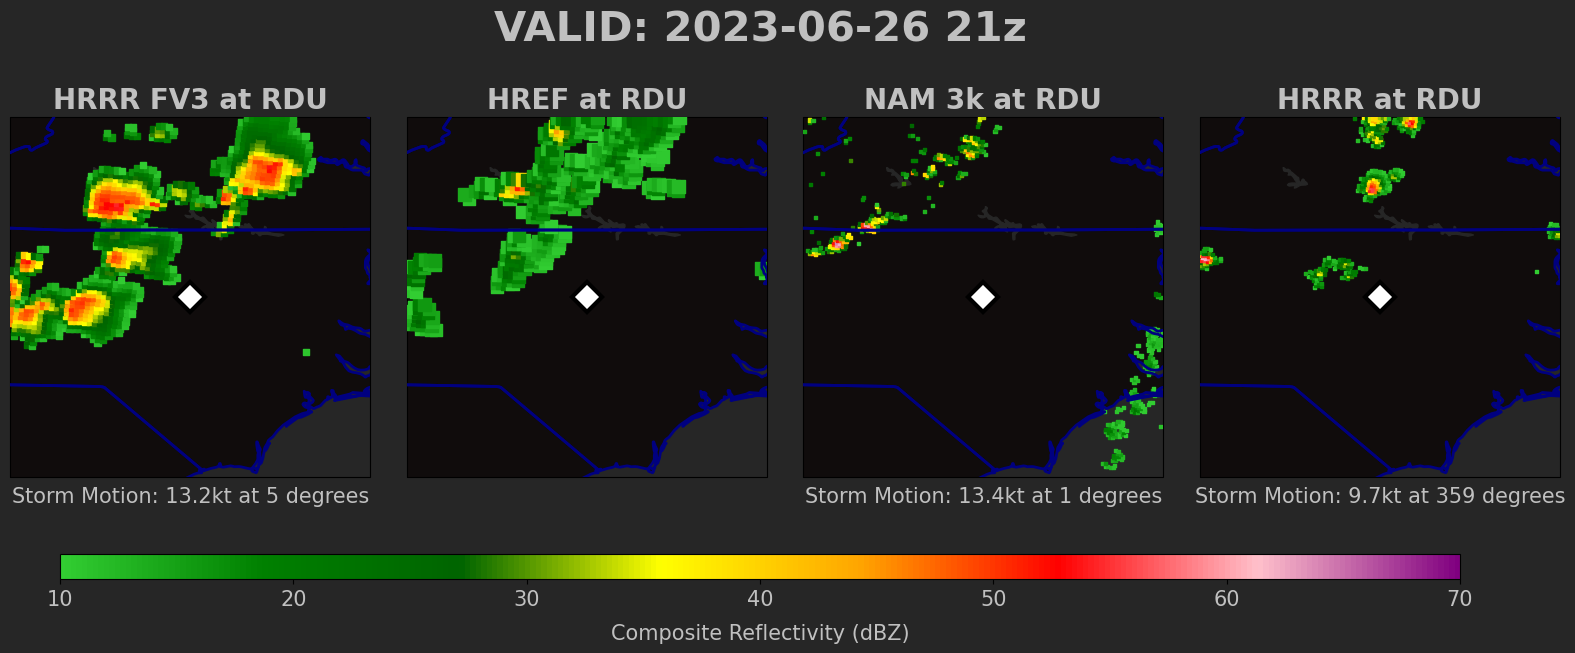 VALID: 2023-06-26 21z
HRRR FV3 at RDU
HREF at RDU
NAM 3k at RDU
HRRR at RDU
Storm Motion: 13.2kt at 5 degrees
Storm Motion: 13.4kt at 1 degrees
Storm Motion: 9.7kt at 359 degrees
10 20 30 40 50 60 70
Composite Reflectivity (dBZ)